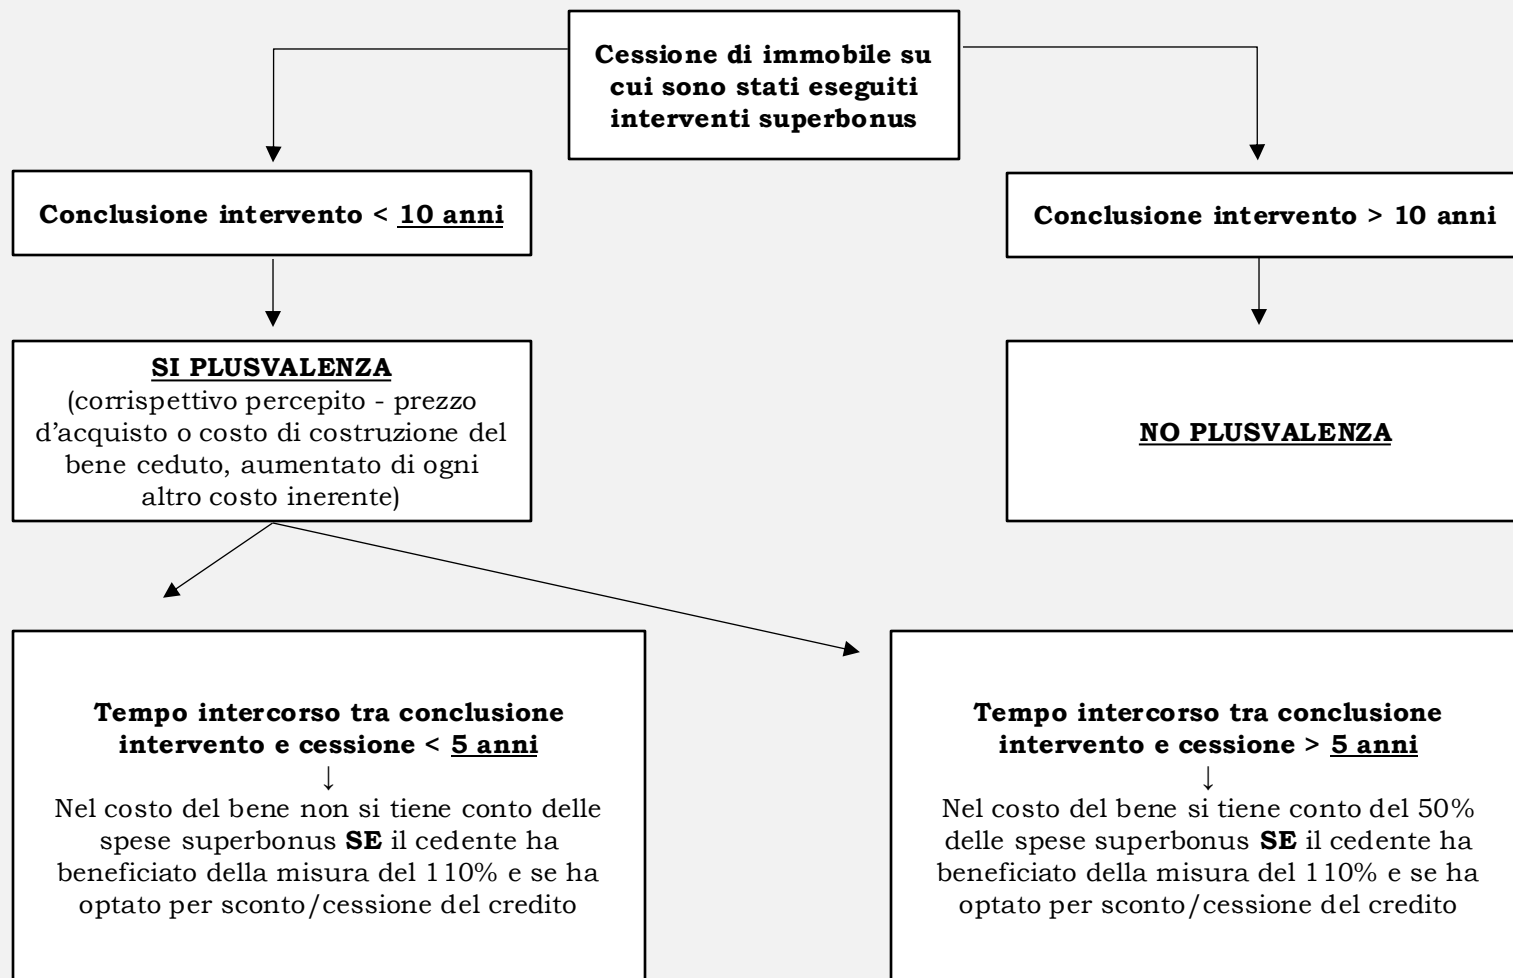 Cessione di immobile su
cui sono stati eseguiti
interventi superbonus
Conclusione intervento < 10 anni
Conclusione intervento > 10 anni
SI PLUSVALENZA
(corrispettivo percepito - prezzo
d’acquisto o costo di costruzione del
bene ceduto, aumentato di ogni
altro costo inerente)
NO PLUSVALENZA
Tempo intercorso tra conclusione
intervento e cessione < 5 anni
↓
Nel costo del bene non si tiene conto delle
spese superbonus SE il cedente ha
beneficiato della misura del 110% e se ha
optato per sconto/cessione del credito
Tempo intercorso tra conclusione
intervento e cessione > 5 anni
↓
Nel costo del bene si tiene conto del 50%
delle spese superbonus SE il cedente ha
beneficiato della misura del 110% e se ha
optato per sconto/cessione del credito